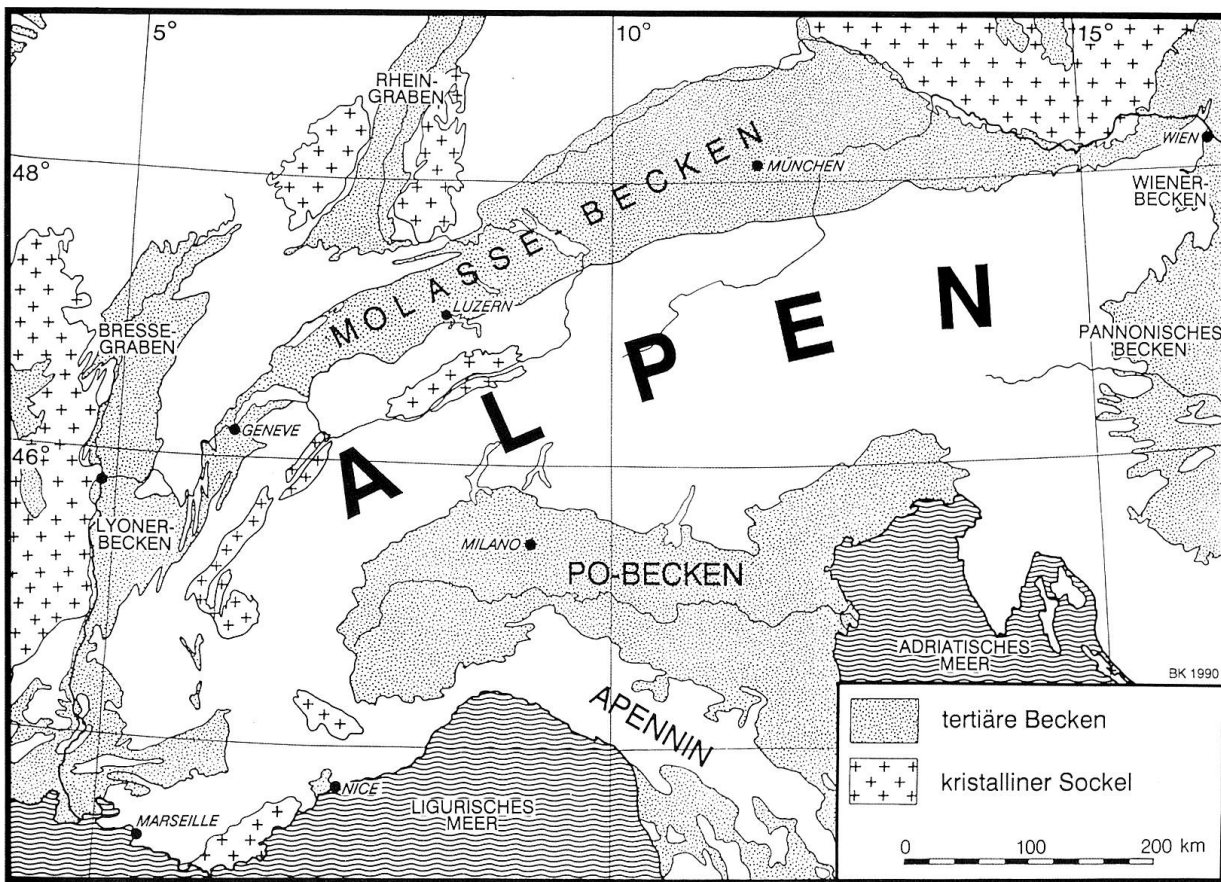 5°
10°
15°
RHEIN-
GRABEN
WIEN
48°
MÜNCHEN
WIENER-
BECKEN
MOLASSE-BECKEN
LUZERN
BRESSE-
GRABEN
PANNONISCHES
BECKEN
ALPEN
GENEVE
46°
LYONER-
BECKEN
MILANO
PO-BECKEN
ADRIATISCHES
MEER
BK 1990
APENNIN
NICE
LIGURISCHES
MEER
MARSEILLE
tertiäre Becken
kristalliner Sockel
0 100 200 km